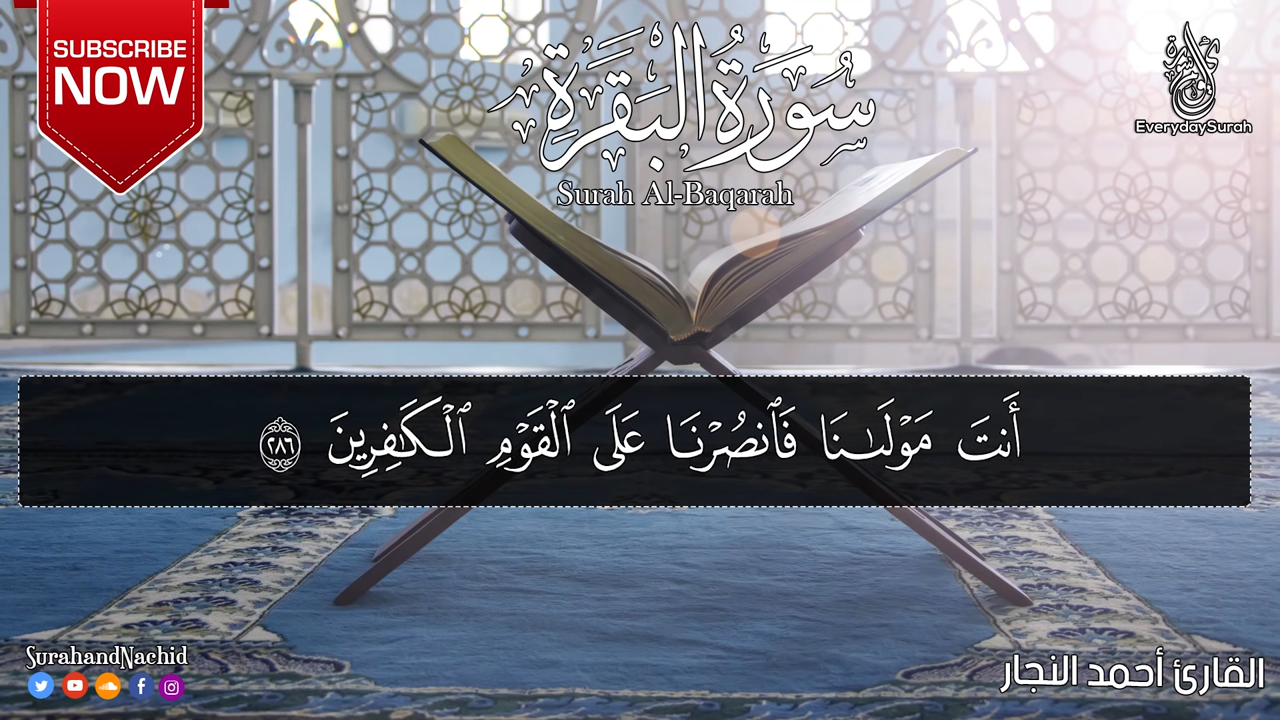 SUBSCRIBE
NOW
سُورَةُ البَقَرَةِ
Surah Al-Baqarah
EverydaySurah
أَنتَ مَوْلَىٰنَا فَٱنصُرْنَا عَلَى ٱلْقَوْمِ ٱلْكَـٰفِرِينَ ٢٨٦
SurahandNachid
القارئ أحمد النجار